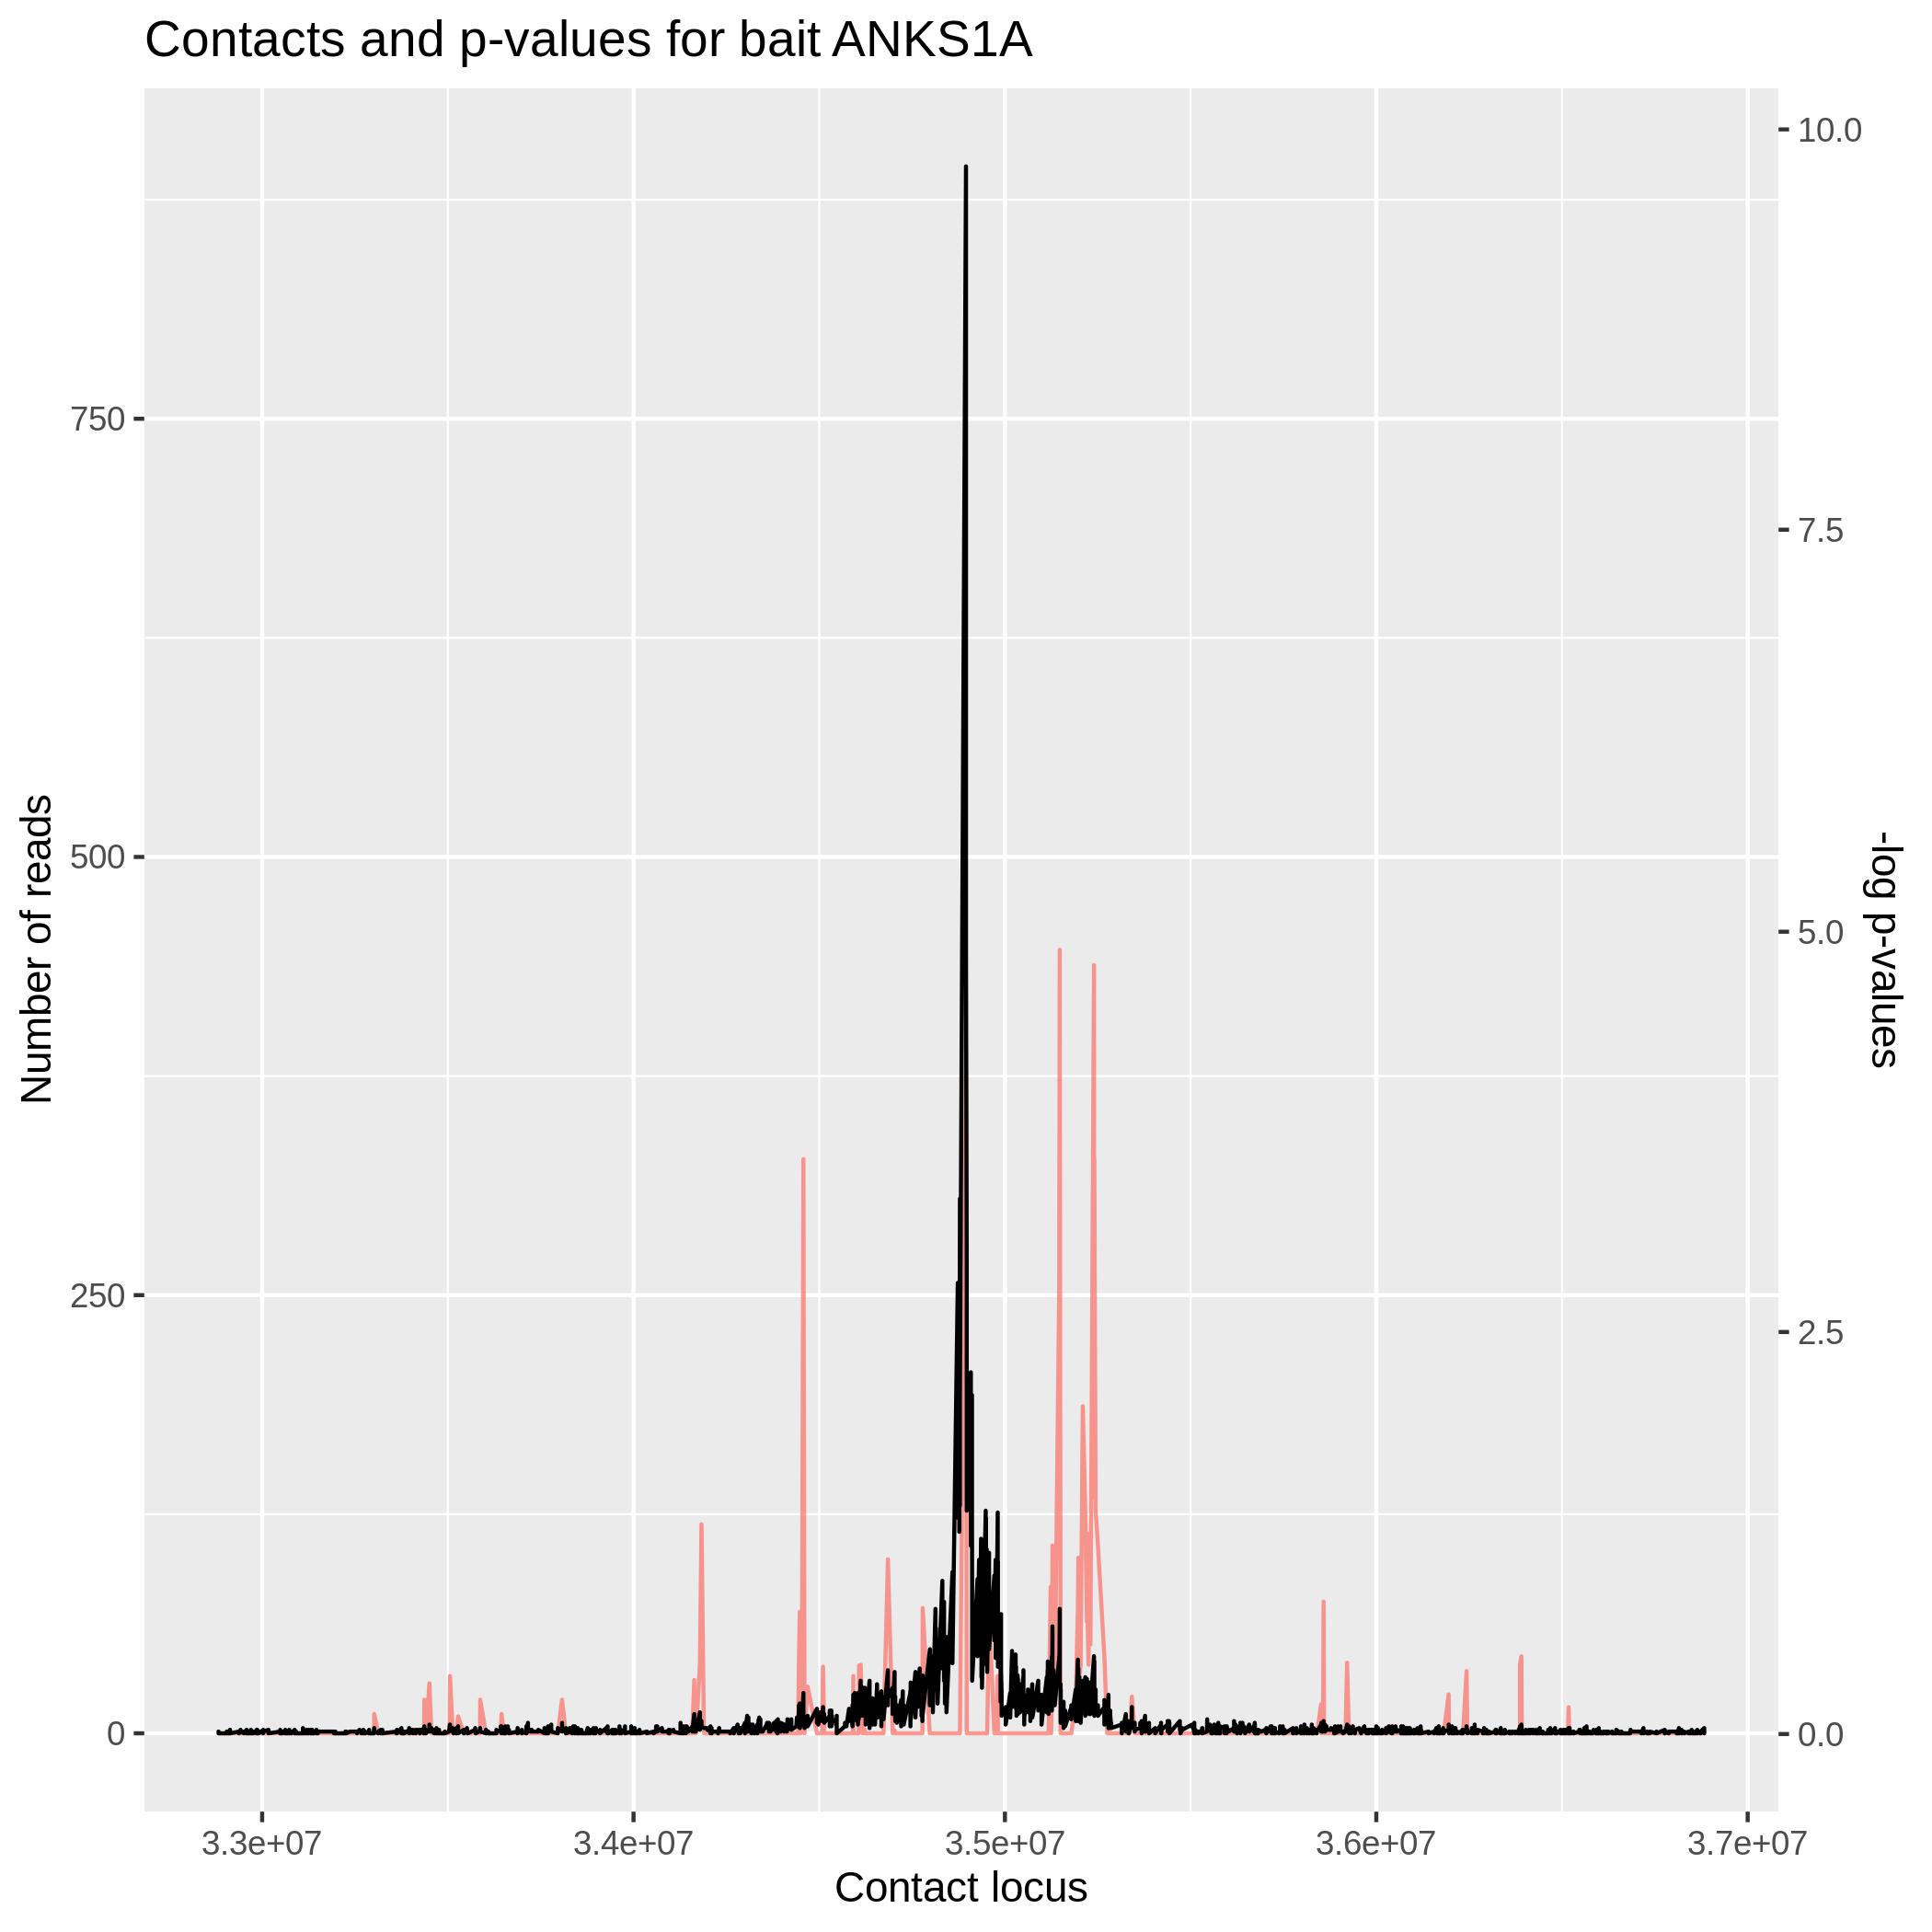 Contacts and p-values for bait ANKS1A
Number of reads
750
500
250
0
10.0
7.5
5.0
2.5
0.0
-log p-values
3.3e+07
3.4e+07
3.5e+07
3.6e+07
3.7e+07
Contact locus